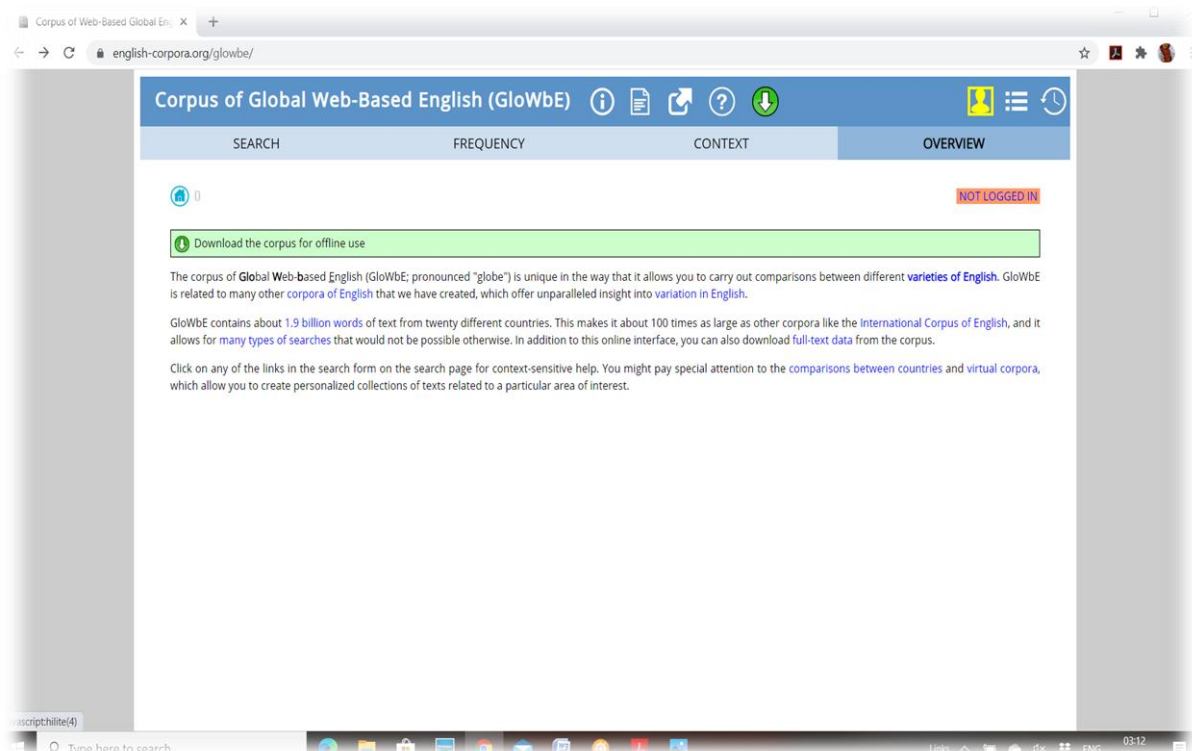 Corpus of Web-Based Global Eng
english-corpora.org/glowbe/
Corpus of Global Web-Based English (GloWbE)
SEARCH FREQUENCY CONTEXT OVERVIEW
0 NOT LOGGED IN
Download the corpus for offline use
The corpus of Global Web-based English (GloWbE; pronounced "globe") is unique in the way that it allows you to carry out comparisons between different varieties of English. GloWbE
is related to many other corpora of English that we have created, which offer unparalleled insight into variation in English.
GloWbE contains about 1.9 billion words of text from twenty different countries. This makes it about 100 times as large as other corpora like the International Corpus of English, and it
allows for many types of searches that would not be possible otherwise. In addition to this online interface, you can also download full-text data from the corpus.
Click on any of the links in the search form on the search page for context-sensitive help. You might pay special attention to the comparisons between countries and virtual corpora,
which allow you to create personalized collections of texts related to a particular area of interest.
vascript:hilite(4)
Type here to search Links ENG 03:12